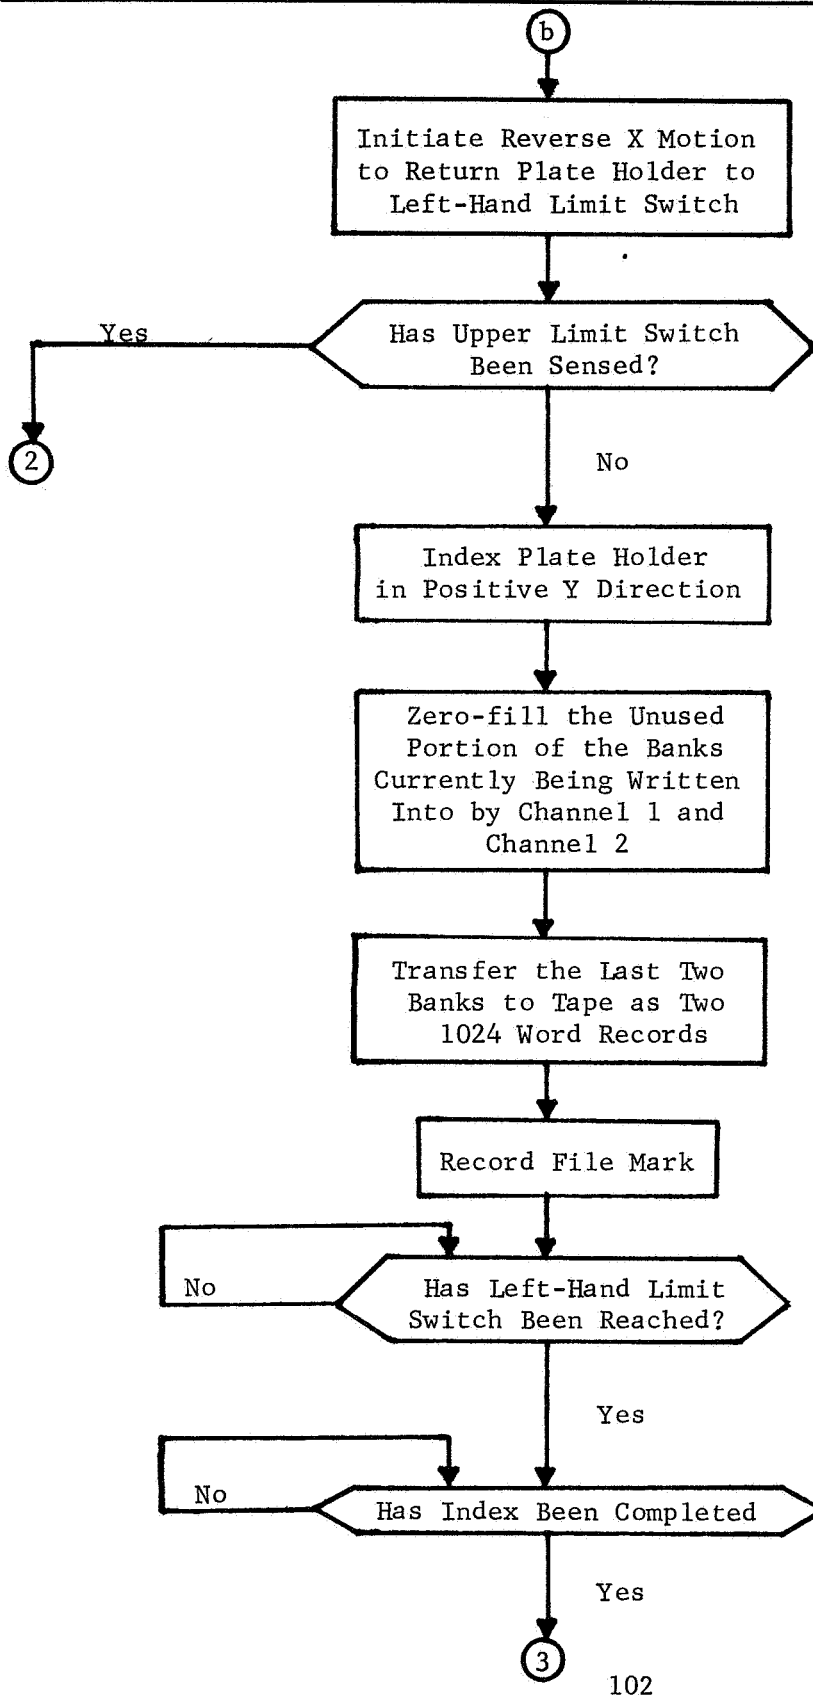 b
Initiate Reverse X Motion
to Return Plate Holder to
Left-Hand Limit Switch
Yes
Has Upper Limit Switch
Been Sensed?
2
No
Index Plate Holder
in Positive Y Direction
Zero-fill the Unused
Portion of the Banks
Currently Being Written
Into by Channel 1 and
Channel 2
Transfer the Last Two
Banks to Tape as Two
1024 Word Records
Record File Mark
No
Has Left-Hand Limit
Switch Been Reached?
Yes
No
Has Index Been Completed
Yes
3
102